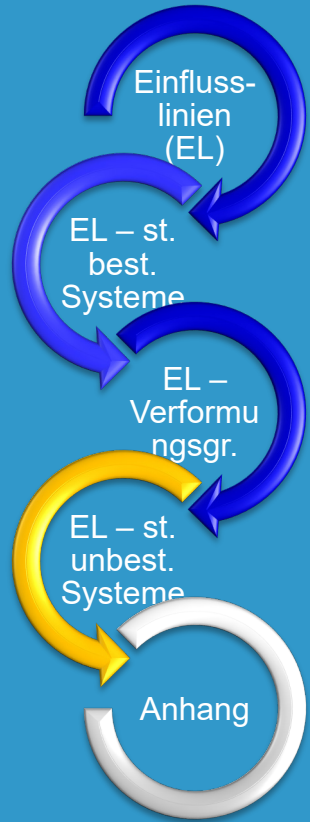 Einfluss-
linien
(EL)
EL – st.
best.
Systeme
EL –
Verformu
ngsgr.
EL – st.
unbest.
Systeme
Anhang